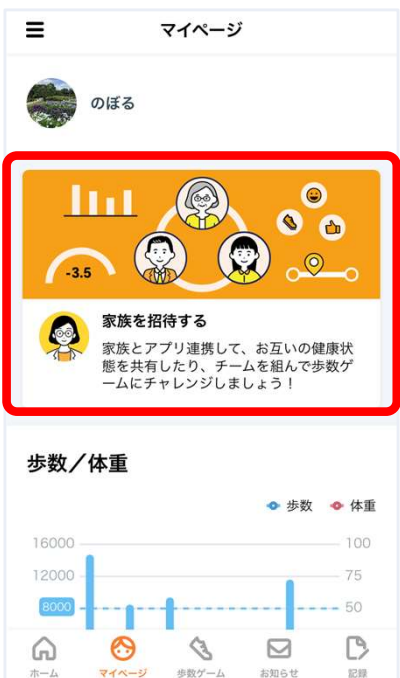 マイページ
のぼる
-3.5
家族を招待する
家族とアプリ連携して、お互いの健康状
態を共有したり、チームを組んで歩数ゲ
ームにチャレンジしましょう！
歩数／体重
歩数 体重
16000 100
12000 75
8000 50
ホーム マイページ 歩数ゲーム お知らせ 記録